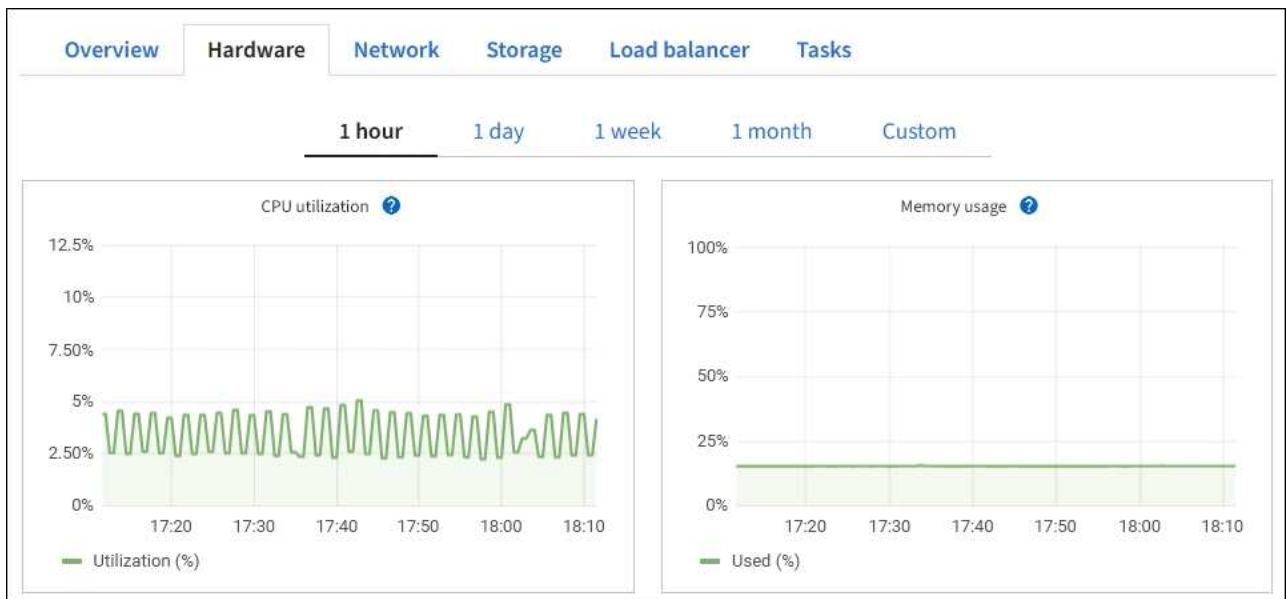 Overview Hardware Network Storage Load balancer Tasks
1 hour 1 day 1 week 1 month Custom
CPU utilization ?
12.5%
10%
7.50%
5%
2.50%
0%
17:20 17:30 17:40 17:50 18:00 18:10
Utilization (%)
Memory usage ?
100%
75%
50%
25%
0%
17:20 17:30 17:40 17:50 18:00 18:10
Used (%)